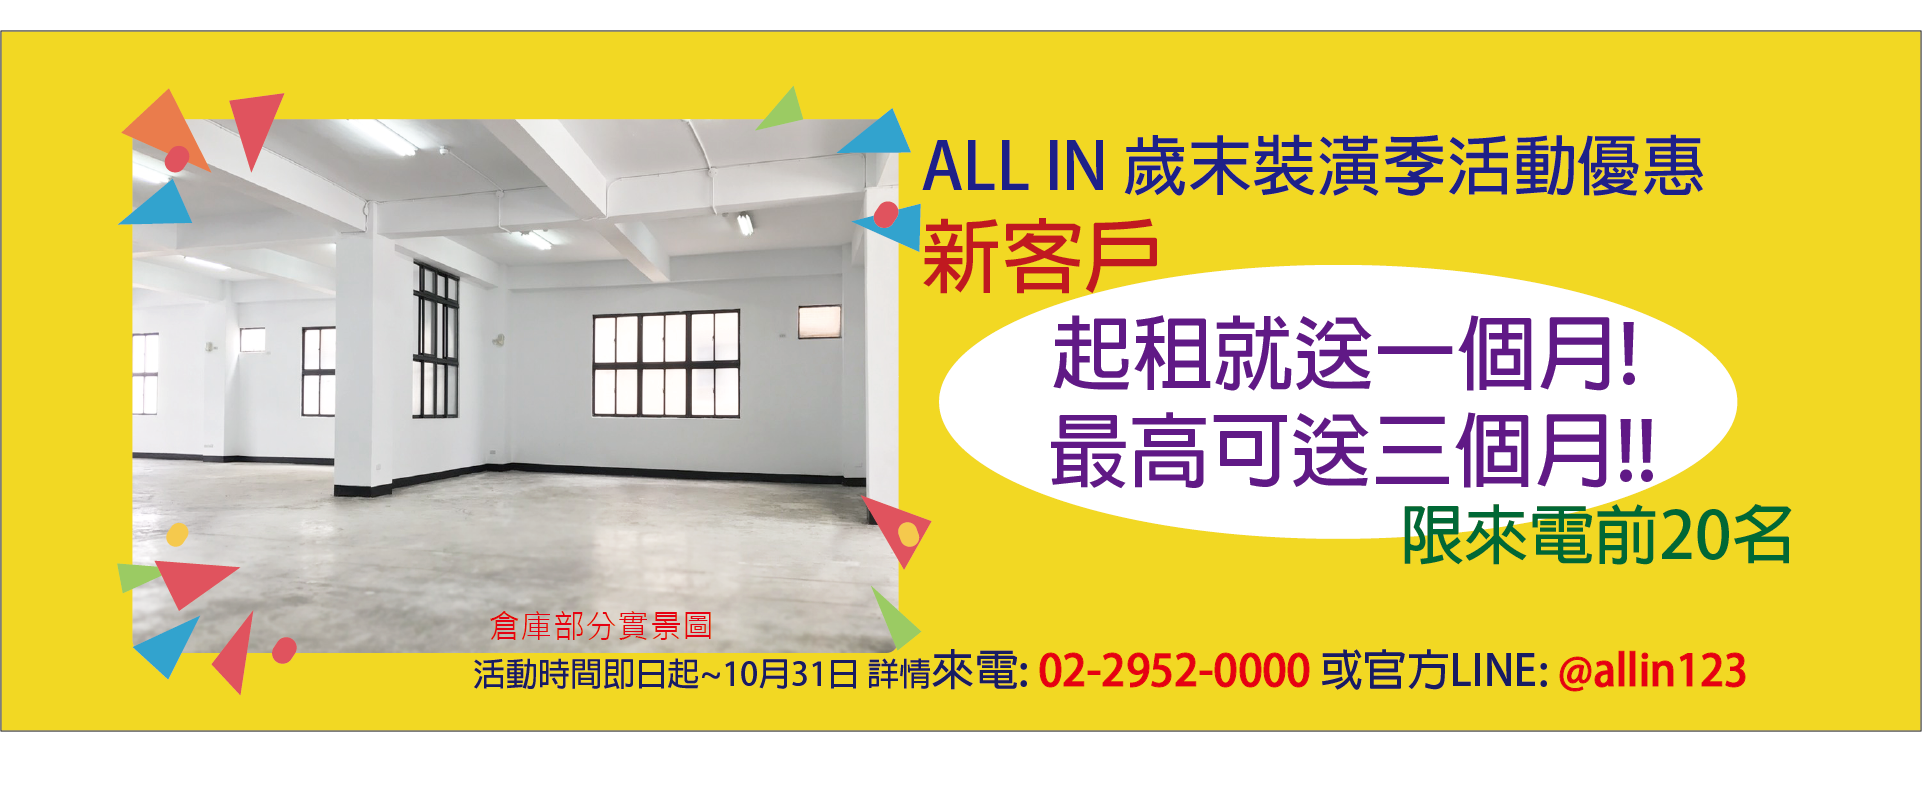 ALL IN 歲末裝潢季活動優惠
新客戶
起租就送一個月!
最高可送三個月!!
限來電前20名
倉庫部分實景圖
活動時間即日起~10月31日 詳情來電: 02-2952-0000 或官方LINE: @allin123